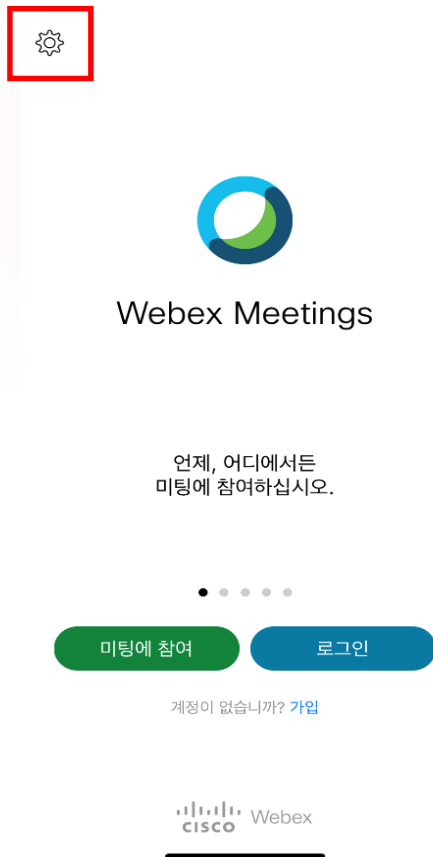 Webex Meetings
언제, 어디에서든
미팅에 참여하십시오.
미팅에 참여
로그인
계정이 없습니까? 가입
CISCO Webex